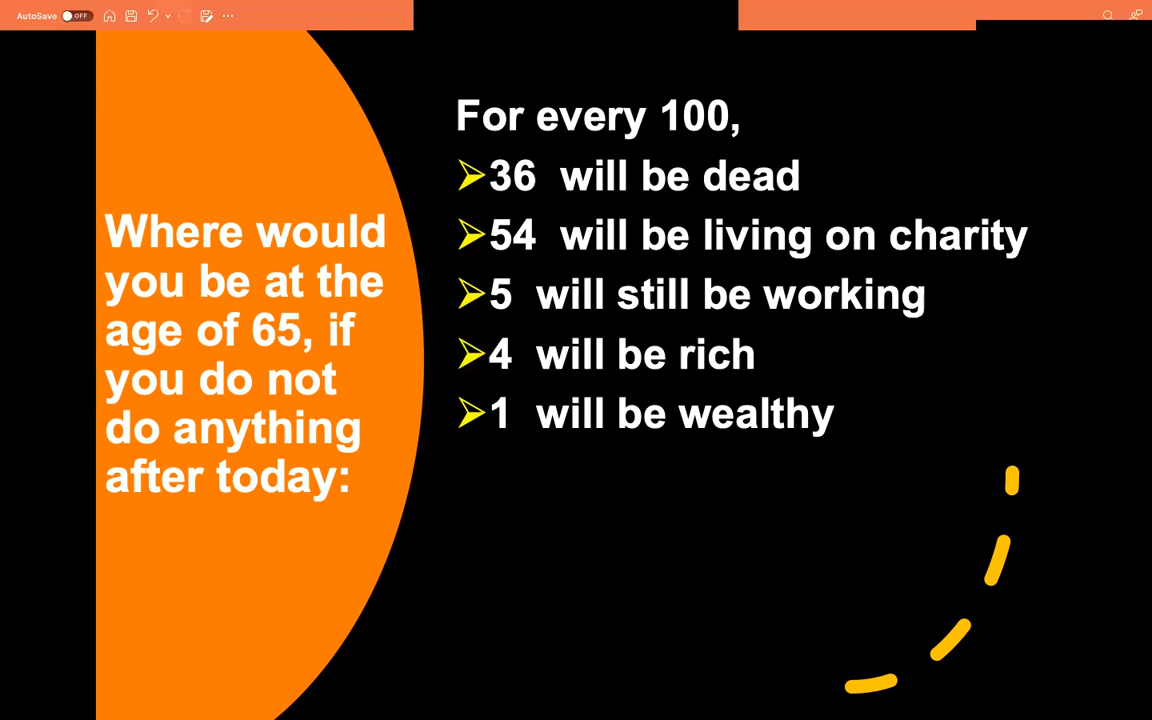 AutoSave OFF
Where would
you be at the
age of 65, if
you do not
do anything
after today:
For every 100,
➢36 will be dead
➢54 will be living on charity
➢5 will still be working
➢4 will be rich
➢1 will be wealthy